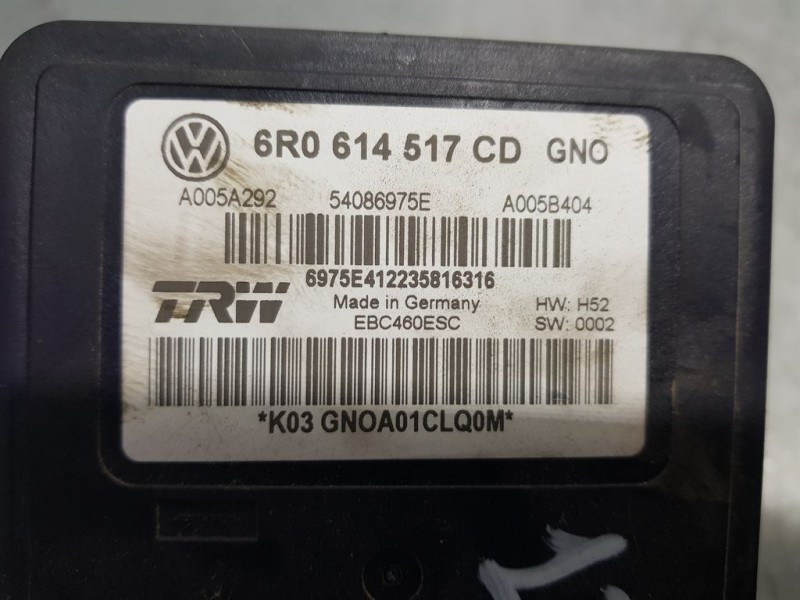 6R0 614 517 CD GNO
A005A292 54086975E A005B404
6975E412235816316
TRW Made in Germany HW: H52
EBC460ESC SW: 0002
*K03 GNOA01CLQ0M*